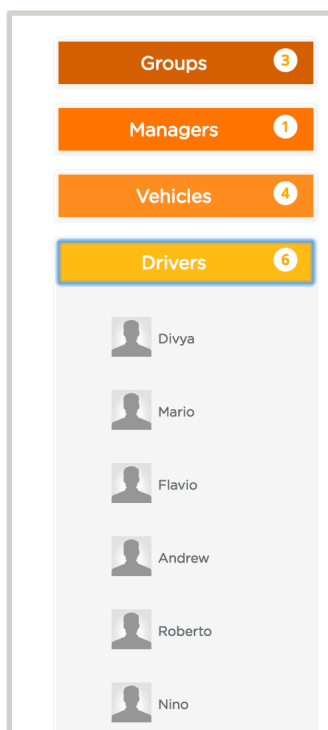 Groups 3
Managers 1
Vehicles 4
Drivers 6
Divya
Mario
Flavio
Andrew
Roberto
Nino